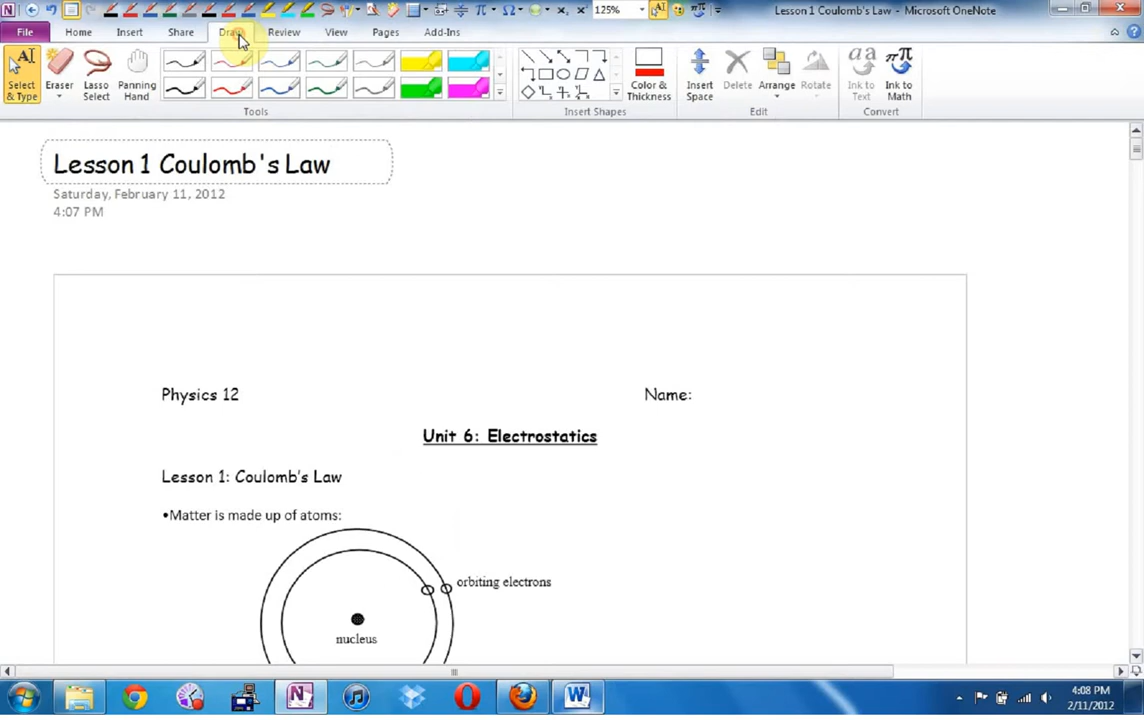 125%
Lesson 1 Coulomb's Law - Microsoft OneNote
File Home Insert Share Draw Review View Pages Add-Ins
Select & Type
Eraser
Lasso Select
Panning Hand
Color & Thickness
Insert Space
Delete
Arrange
Rotate
Ink to Text
Ink to Math
Tools
Insert Shapes
Edit
Convert
Lesson 1 Coulomb's Law
Saturday, February 11, 2012
4:07 PM
Physics 12 Name:
Unit 6: Electrostatics
Lesson 1: Coulomb's Law
•Matter is made up of atoms:
orbiting electrons
nucleus
4:08 PM
2/11/2012